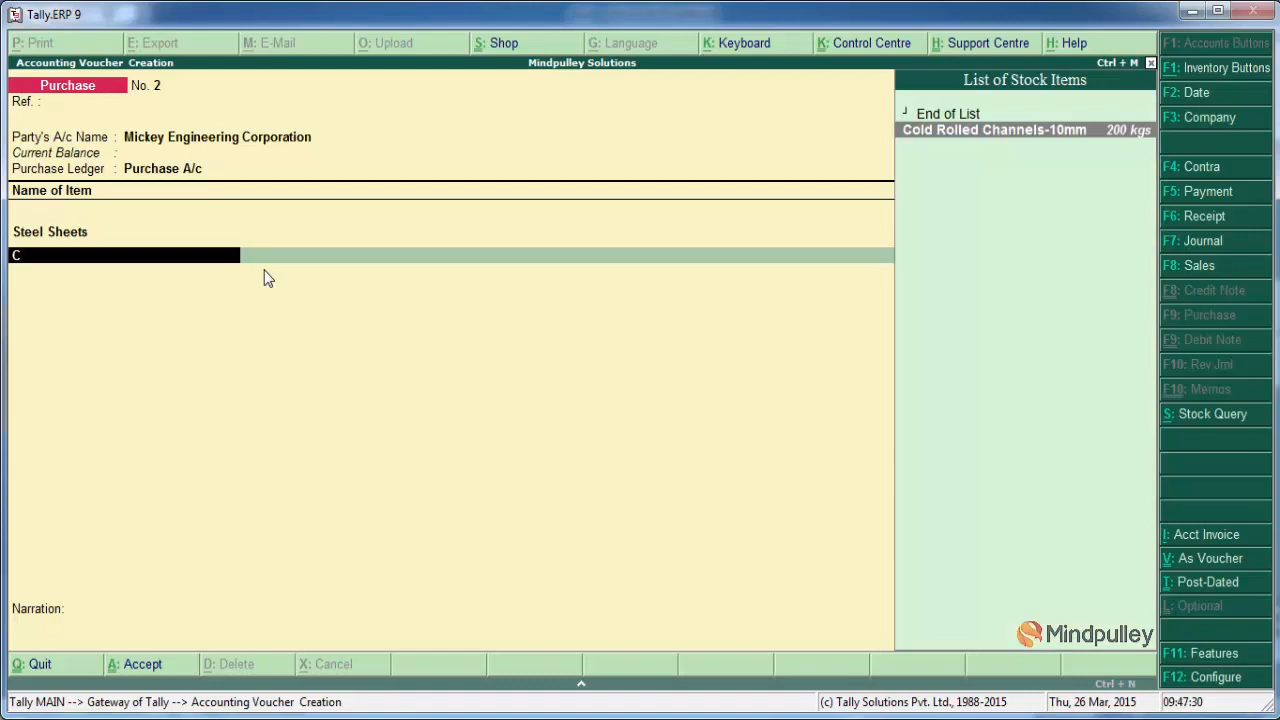 Tally.ERP 9
P: Print E: Export M: E-Mail O: Upload S: Shop G: Language K: Keyboard K: Control Centre H: Support Centre H: Help
Accounting Voucher Creation Mindpulley Solutions Ctrl + M
Purchase No. 2
Ref. :
Party's A/c Name : Mickey Engineering Corporation
Current Balance :
Purchase Ledger : Purchase A/c
Name of Item
Steel Sheets
C
Narration:
List of Stock Items
End of List
Cold Rolled Channels-10mm 200 kgs
Mindpulley
F1: Accounts Buttons
F1: Inventory Buttons
F2: Date
F3: Company
F4: Contra
F5: Payment
F6: Receipt
F7: Journal
F8: Sales
F8: Credit Note
F9: Purchase
F9: Debit Note
F10: Rev Jrnl
F10: Memos
S: Stock Query
I: Acct Invoice
V: As Voucher
T: Post-Dated
L: Optional
F11: Features
F12: Configure
Q: Quit A: Accept D: Delete X: Cancel
Ctrl + N
Tally MAIN --> Gateway of Tally --> Accounting Voucher Creation (c) Tally Solutions Pvt. Ltd., 1988-2015 Thu, 26 Mar, 2015 09:47:30